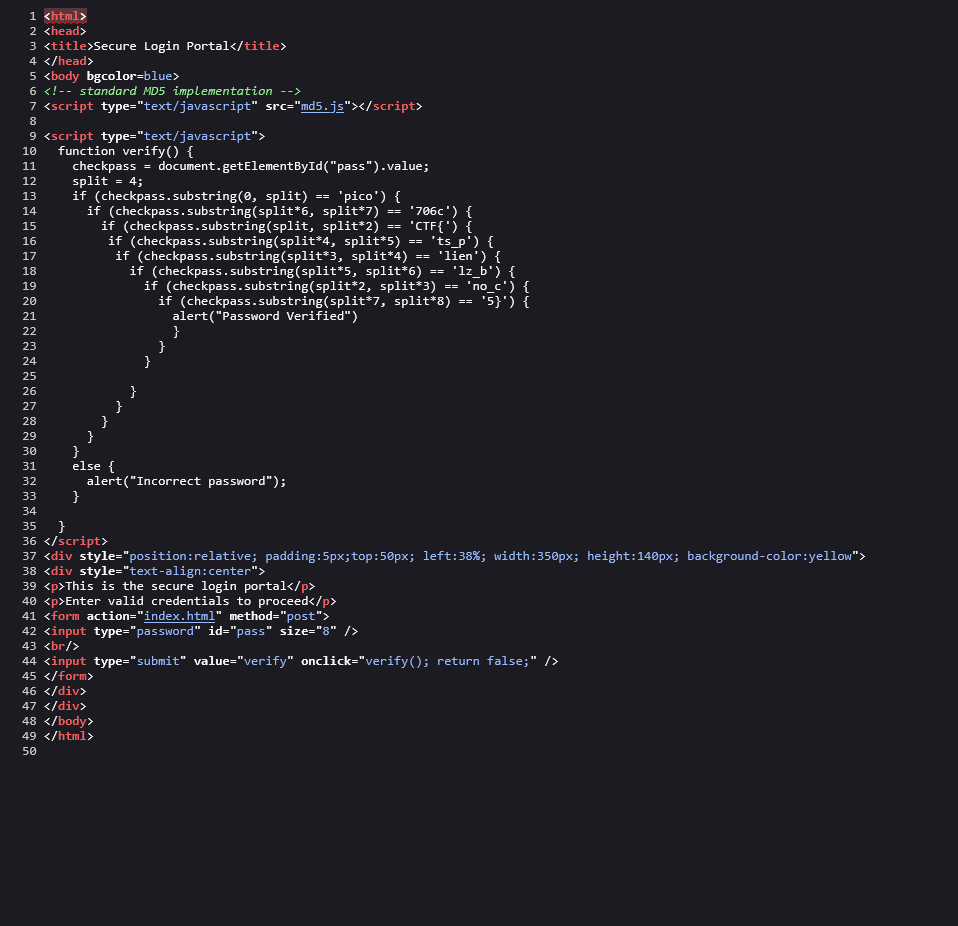 1 <html>
2 <head>
3 <title>Secure Login Portal</title>
4 </head>
5 <body bgcolor=blue>
6 <!-- standard MD5 implementation -->
7 <script type="text/javascript" src="md5.js"></script>
8
9 <script type="text/javascript">
10   function verify() {
11     checkpass = document.getElementById("pass").value;
12     split = 4;
13     if (checkpass.substring(0, split) == 'pico') {
14       if (checkpass.substring(split*6, split*7) == '706c') {
15         if (checkpass.substring(split, split*2) == 'CTF{') {
16          if (checkpass.substring(split*4, split*5) == 'ts_p') {
17           if (checkpass.substring(split*3, split*4) == 'lien') {
18             if (checkpass.substring(split*5, split*6) == 'lz_b') {
19               if (checkpass.substring(split*2, split*3) == 'no_c') {
20                 if (checkpass.substring(split*7, split*8) == '5}') {
21                   alert("Password Verified")
22                   }
23                 }
24               }
25
26             }
27           }
28         }
29       }
30     }
31     else {
32       alert("Incorrect password");
33     }
34
35   }
36 </script>
37 <div style="position:relative; padding:5px;top:50px; left:38%; width:350px; height:140px; background-color:yellow">
38 <div style="text-align:center">
39 <p>This is the secure login portal</p>
40 <p>Enter valid credentials to proceed</p>
41 <form action="index.html" method="post">
42 <input type="password" id="pass" size="8" />
43 <br/>
44 <input type="submit" value="verify" onclick="verify(); return false;" />
45 </form>
46 </div>
47 </div>
48 </body>
49 </html>
50